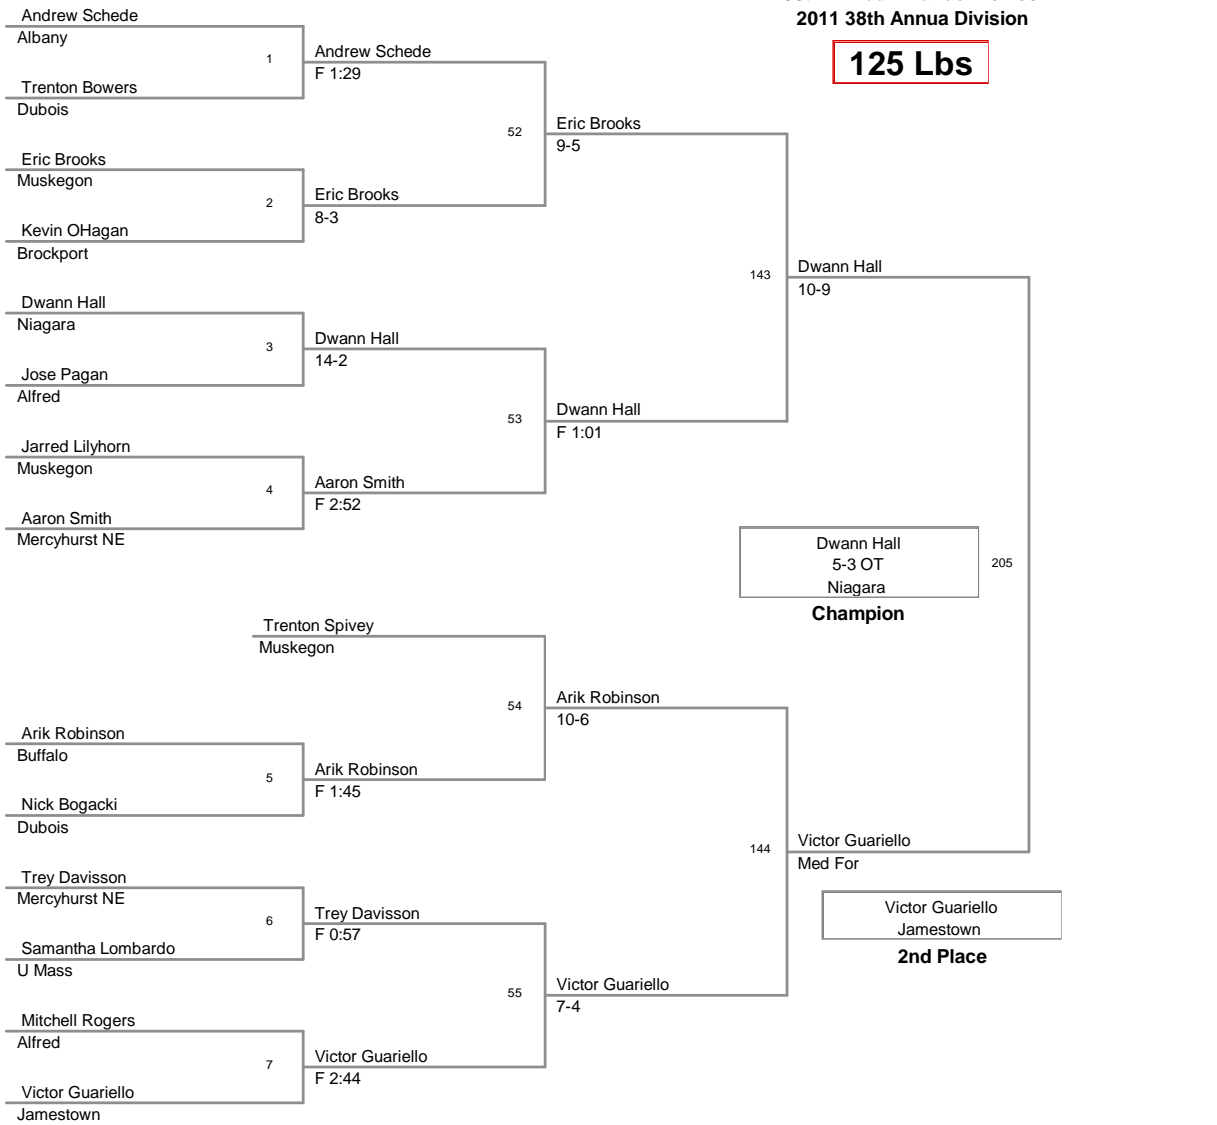 2011 38th Annua Division
125 Lbs
Andrew Schede
Albany
1
Andrew Schede
F 1:29
Trenton Bowers
Dubois
52
Eric Brooks
9-5
Eric Brooks
Muskegon
2
Eric Brooks
8-3
Kevin OHagan
Brockport
143
Dwann Hall
10-9
Dwann Hall
Niagara
3
Dwann Hall
14-2
Jose Pagan
Alfred
53
Dwann Hall
F 1:01
Jarred Lilyhorn
Muskegon
4
Aaron Smith
F 2:52
Aaron Smith
Mercyhurst NE
Dwann Hall
5-3 OT
Niagara
205
Champion
Trenton Spivey
Muskegon
54
Arik Robinson
10-6
Arik Robinson
Buffalo
5
Arik Robinson
F 1:45
Nick Bogacki
Dubois
144
Victor Guariello
Med For
Trey Davisson
Mercyhurst NE
6
Trey Davisson
F 0:57
Victor Guariello
Jamestown
2nd Place
Samantha Lombardo
U Mass
55
Victor Guariello
7-4
Mitchell Rogers
Alfred
7
Victor Guariello
F 2:44
Victor Guariello
Jamestown